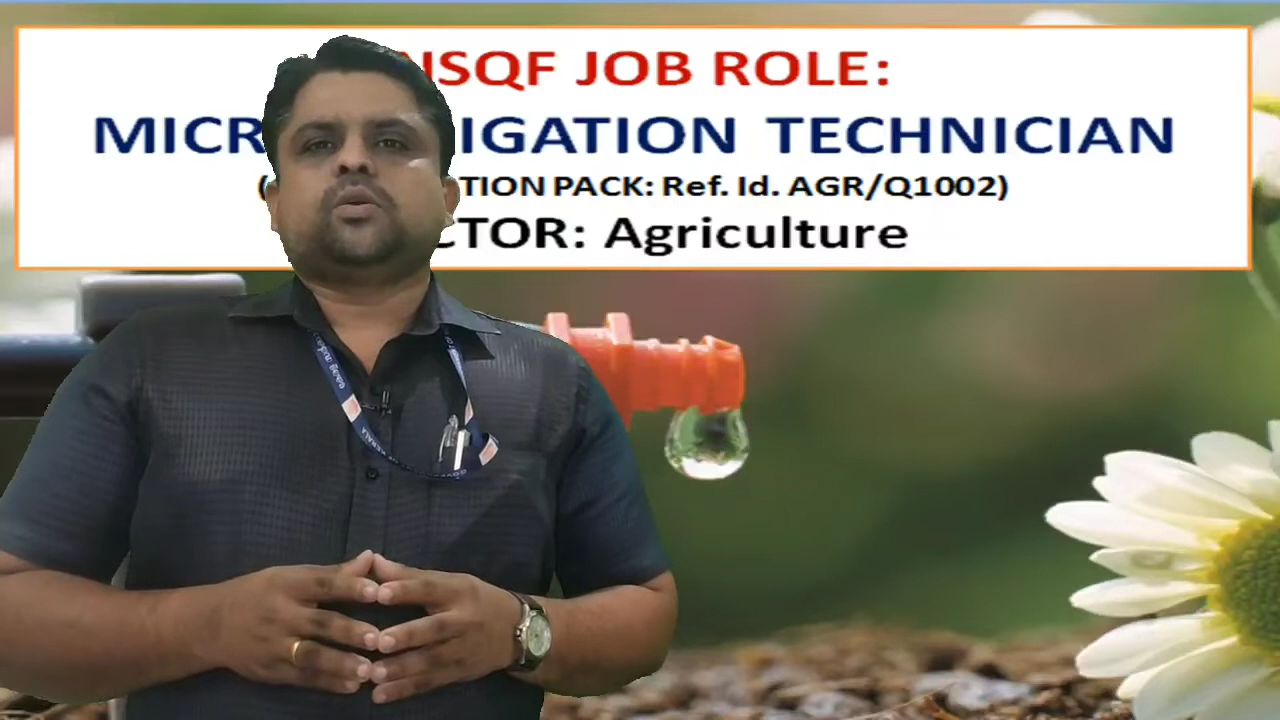 NSQF JOB ROLE:
MICR IGATION TECHNICIAN
( TION PACK: Ref. Id. AGR/Q1002)
CTOR: Agriculture